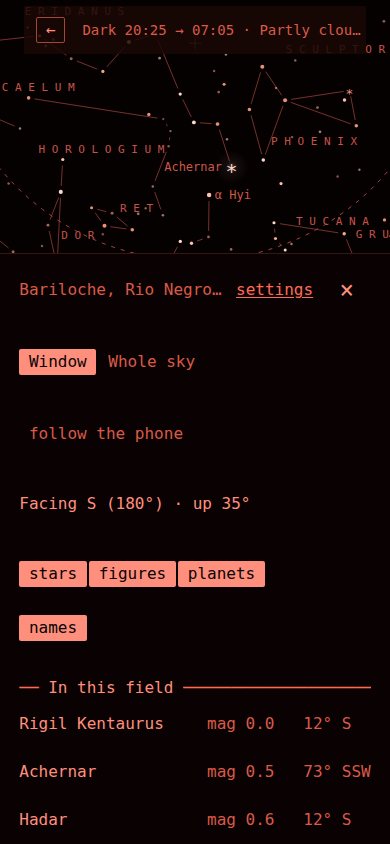 ERIDANUS
← Dark 20:25 → 07:05 · Partly clou…
SCULPTOR
CAELUM
HOROLOGIUM
PHOENIX
Achernar
α Hyi
RET
TUCANA
DOR
GRU
Bariloche, Rio Negro… settings ×
Window Whole sky
follow the phone
Facing S (180°) · up 35°
stars figures planets
names
In this field
Rigil Kentaurus mag 0.0 12° S
Achernar mag 0.5 73° SSW
Hadar mag 0.6 12° S